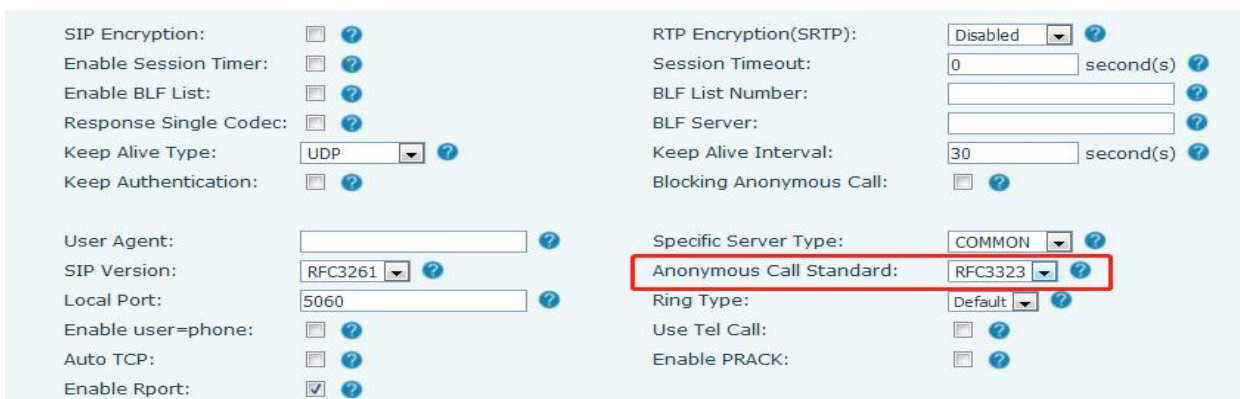 SIP Encryption: RTP Encryption(SRTP): Disabled
Enable Session Timer: Session Timeout: 0 second(s)
Enable BLF List: BLF List Number:
Response Single Codec: BLF Server:
Keep Alive Type: UDP Keep Alive Interval: 30 second(s)
Keep Authentication: Blocking Anonymous Call:
User Agent: Specific Server Type: COMMON
SIP Version: RFC3261 Anonymous Call Standard: RFC3323
Local Port: 5060 Ring Type: Default
Enable user=phone: Use Tel Call:
Auto TCP: Enable PRACK:
Enable Rport: